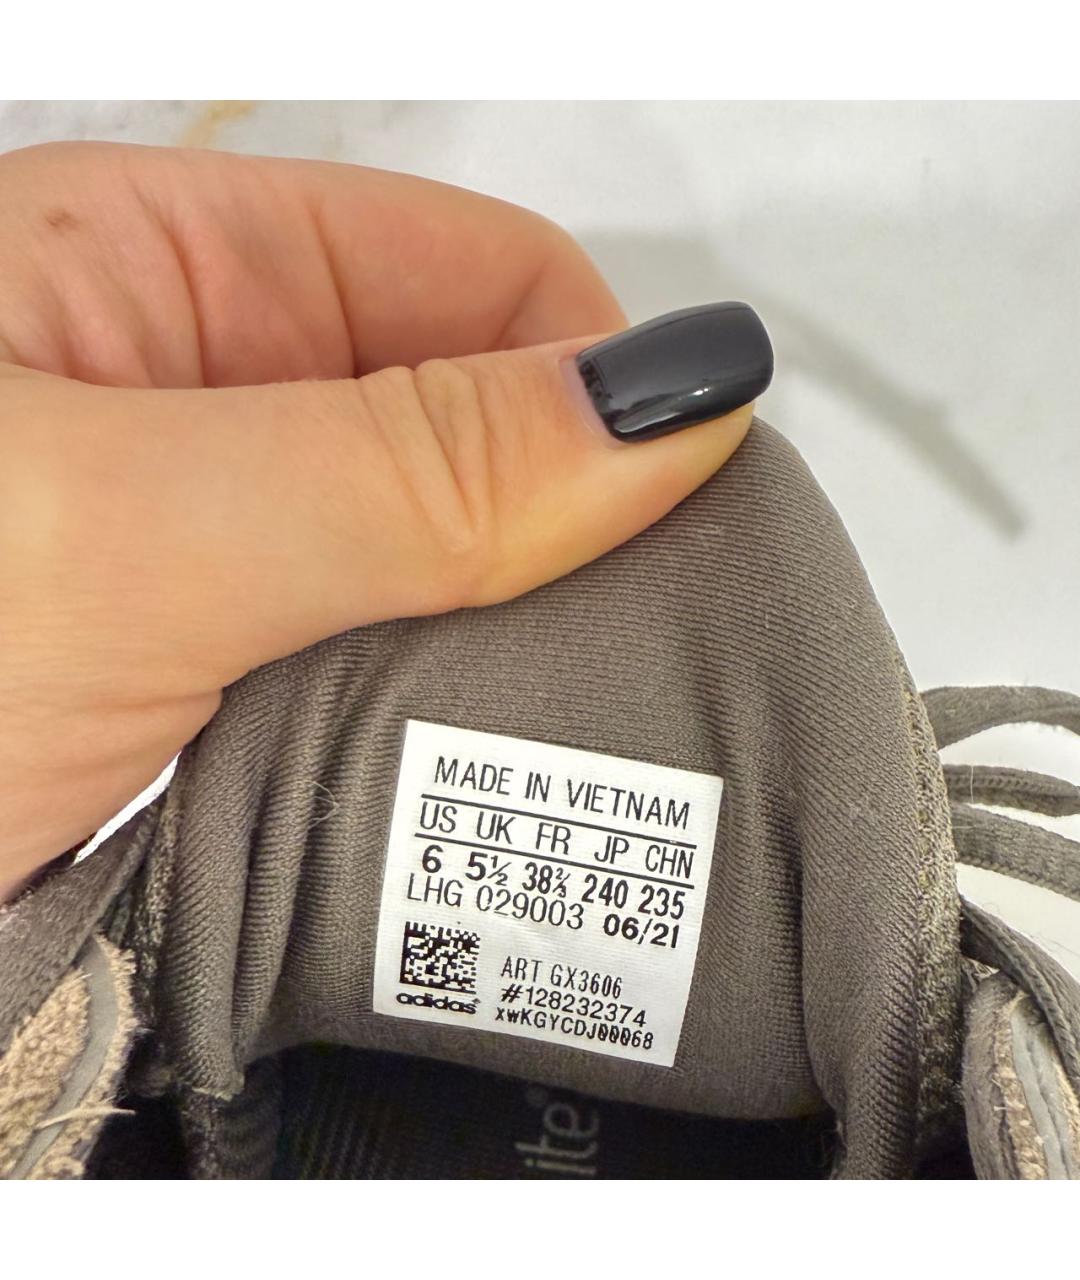 MADE IN VIETNAM
US UK FR JP CHN
6 5½ 38⅔ 240 235
LHG 029003 06/21
ART GX3606
#128232374
xwKGYCDJ00068
adidas
ite®